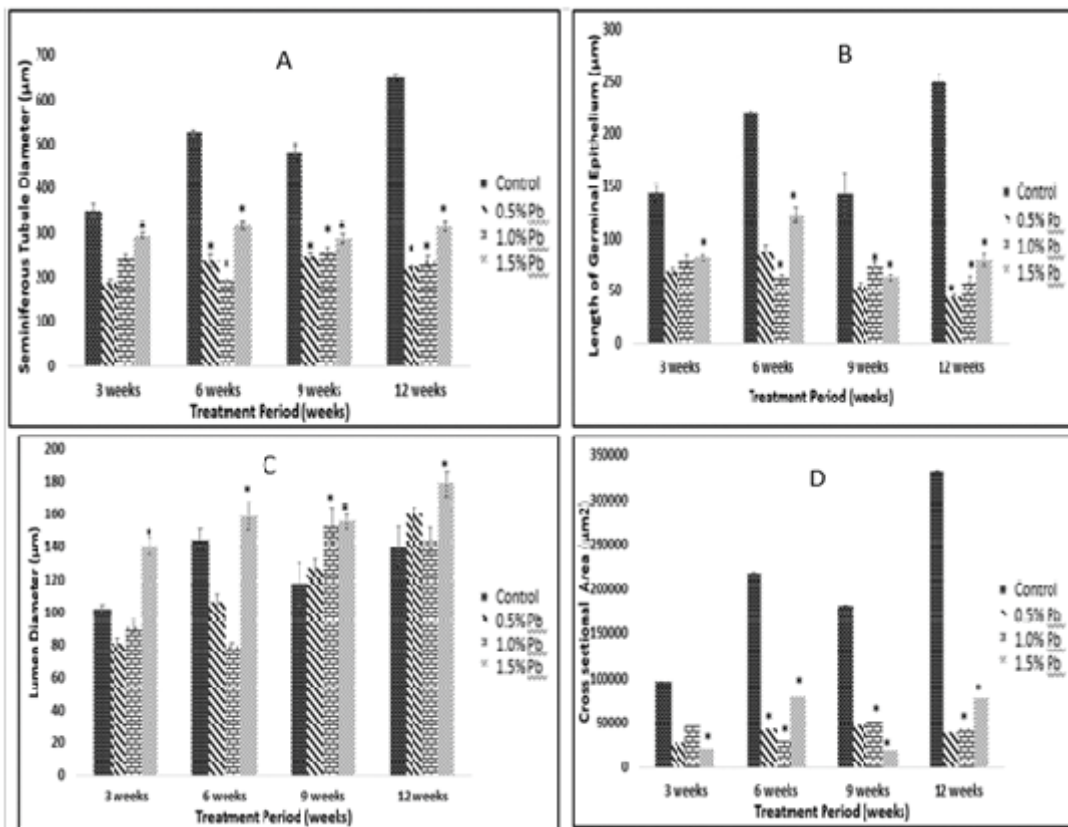 A
Seminiferous Tubule Diameter (µm)
700
600
500
400
300
200
100
0
3 weeks 6 weeks 9 weeks 12 weeks
Treatment Period (weeks)
Control
0.5% Pb
1.0% Pb
1.5% Pb
B
Length of Germinal Epithelium (µm)
300
250
200
150
100
50
0
3 weeks 6 weeks 9 weeks 12 weeks
Treatment Period (weeks)
Control
0.5% Pb
1.0% Pb
1.5% Pb
C
Lumen Diameter (µm)
200
180
160
140
120
100
80
60
40
20
0
3 weeks 6 weeks 9 weeks 12 weeks
Treatment Period (weeks)
Control
0.5% Pb
1.0% Pb
1.5% Pb
D
Cross sectional Area (µm2)
350000
300000
250000
200000
150000
100000
50000
0
3 weeks 6 weeks 9 weeks 12 weeks
Treatment Period (weeks)
Control
0.5% Pb
1.0% Pb
1.5% Pb